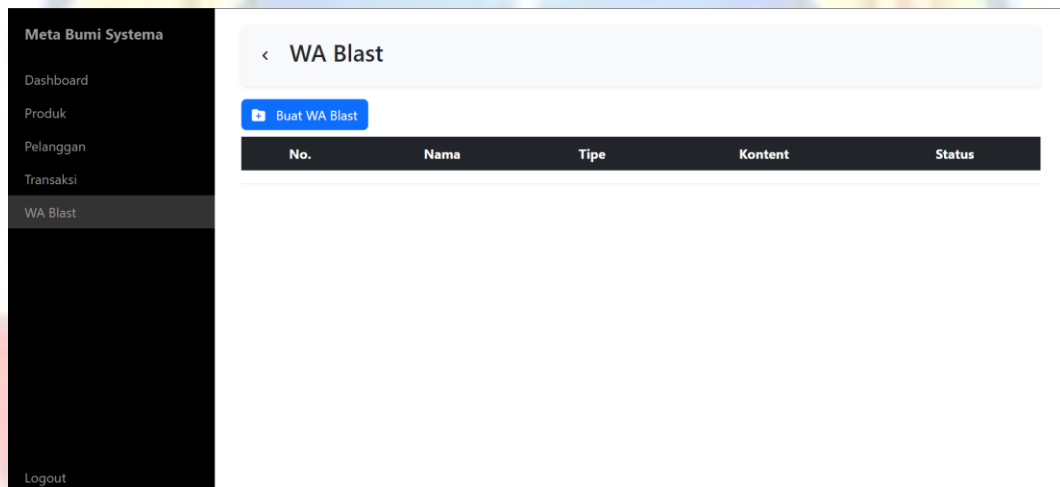 Meta Bumi Systema
Dashboard
Produk
Pelanggan
Transaksi
WA Blast
Logout
‹ WA Blast
Buat WA Blast
No. Nama Tipe Kontent Status